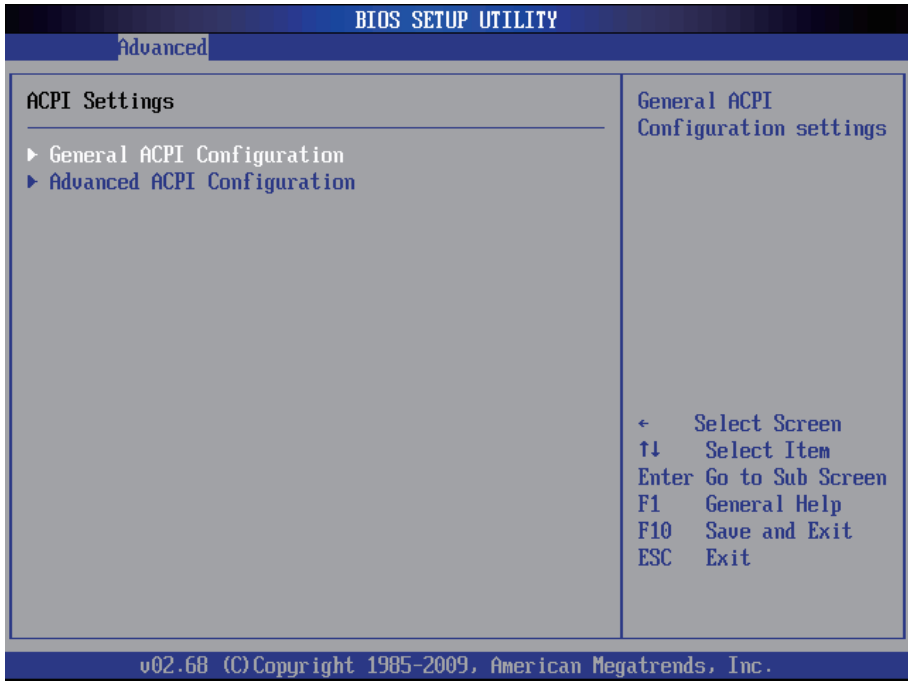 BIOS SETUP UTILITY
Advanced
ACPI Settings
▶ General ACPI Configuration
▶ Advanced ACPI Configuration
General ACPI
Configuration settings
← Select Screen
↑↓ Select Item
Enter Go to Sub Screen
F1 General Help
F10 Save and Exit
ESC Exit
v02.68 (C)Copyright 1985-2009, American Megatrends, Inc.